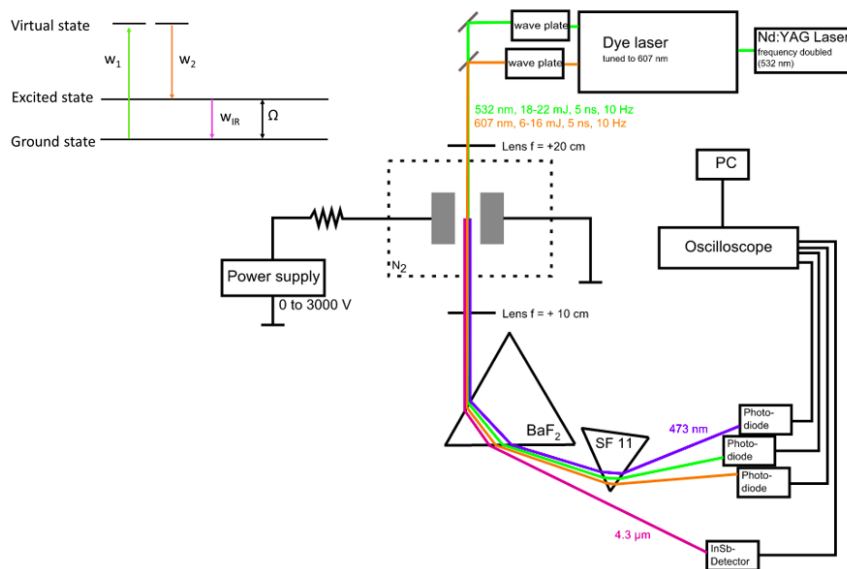 Virtual state
w1
w2
Excited state
wIR
Ω
Ground state
wave plate
wave plate
Dye laser
tuned to 607 nm
Nd:YAG Laser
frequency doubled
(532 nm)
532 nm, 18-22 mJ, 5 ns, 10 Hz
607 nm, 6-16 mJ, 5 ns, 10 Hz
Lens f = +20 cm
PC
Oscilloscope
N2
Power supply
0 to 3000 V
Lens f = + 10 cm
BaF2
SF 11
473 nm
Photo-
diode
Photo-
diode
Photo-
diode
4.3 µm
InSb-
Detector